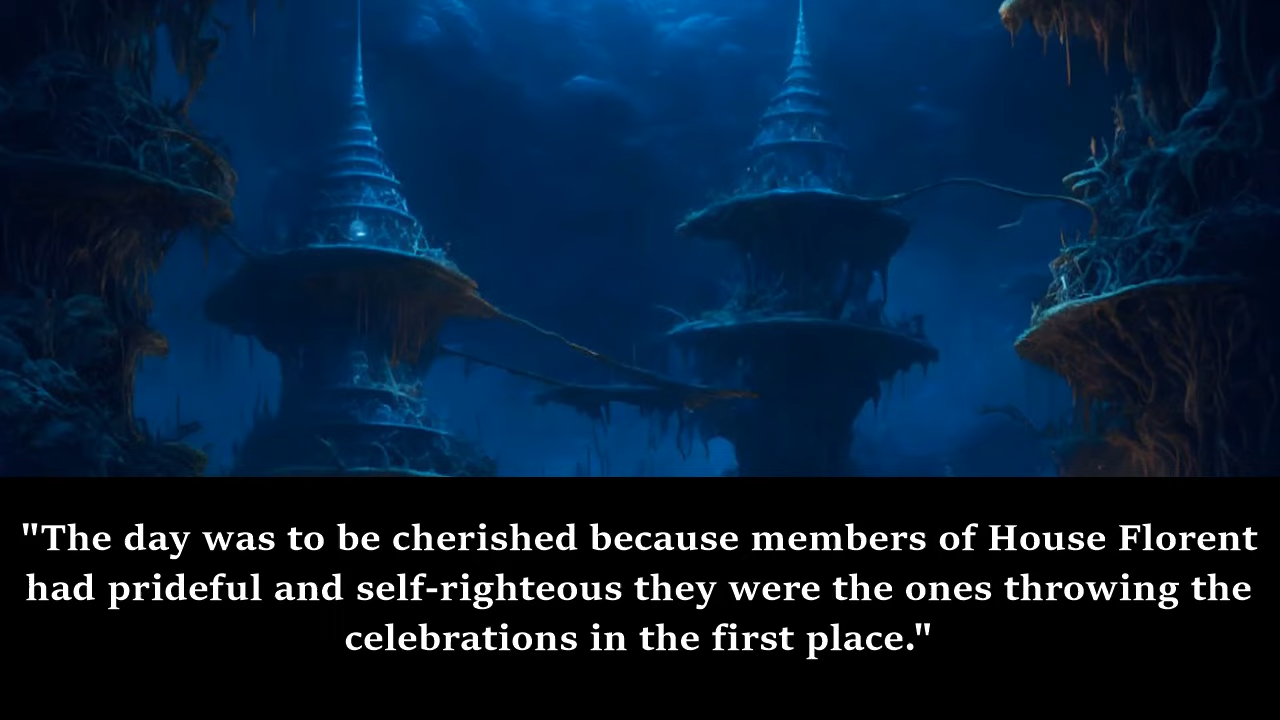 "The day was to be cherished because members of House Florent
had prideful and self-righteous they were the ones throwing the
celebrations in the first place."